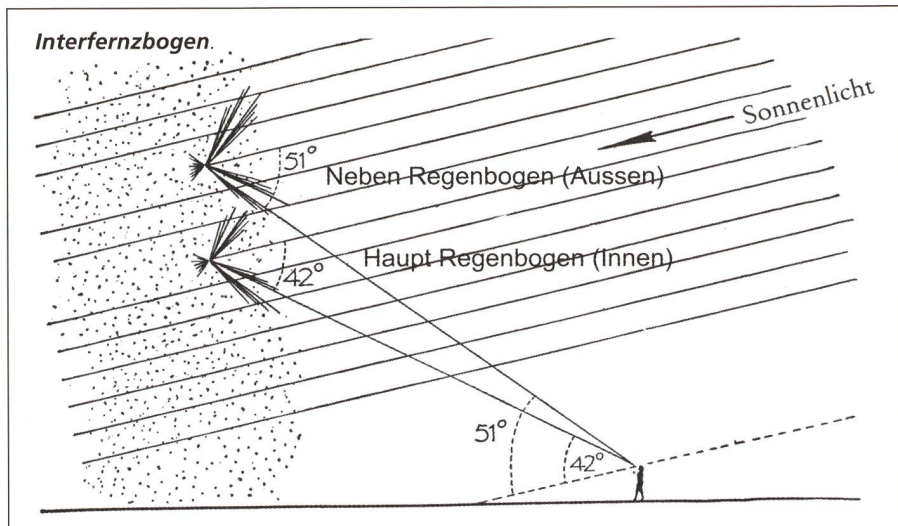 Interfernzbogen.
Sonnenlicht
51°
Neben Regenbogen (Aussen)
Haupt Regenbogen (Innen)
42°
51°
42°